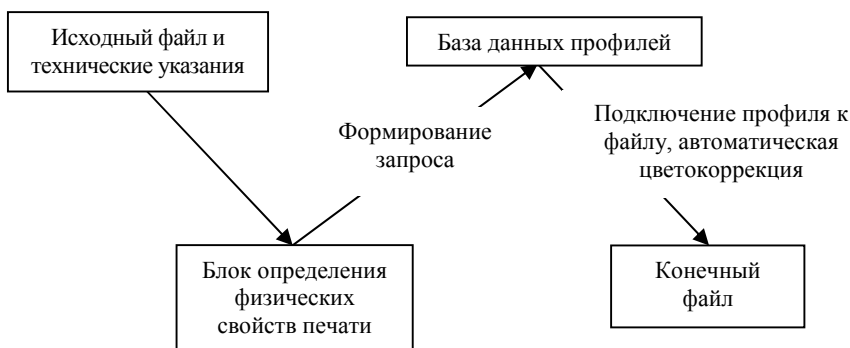 Исходный файл и
технические указания
База данных профилей
Формирование
запроса
Подключение профиля к
файлу, автоматическая
цветокоррекция
Блок определения
физических
свойств печати
Конечный
файл